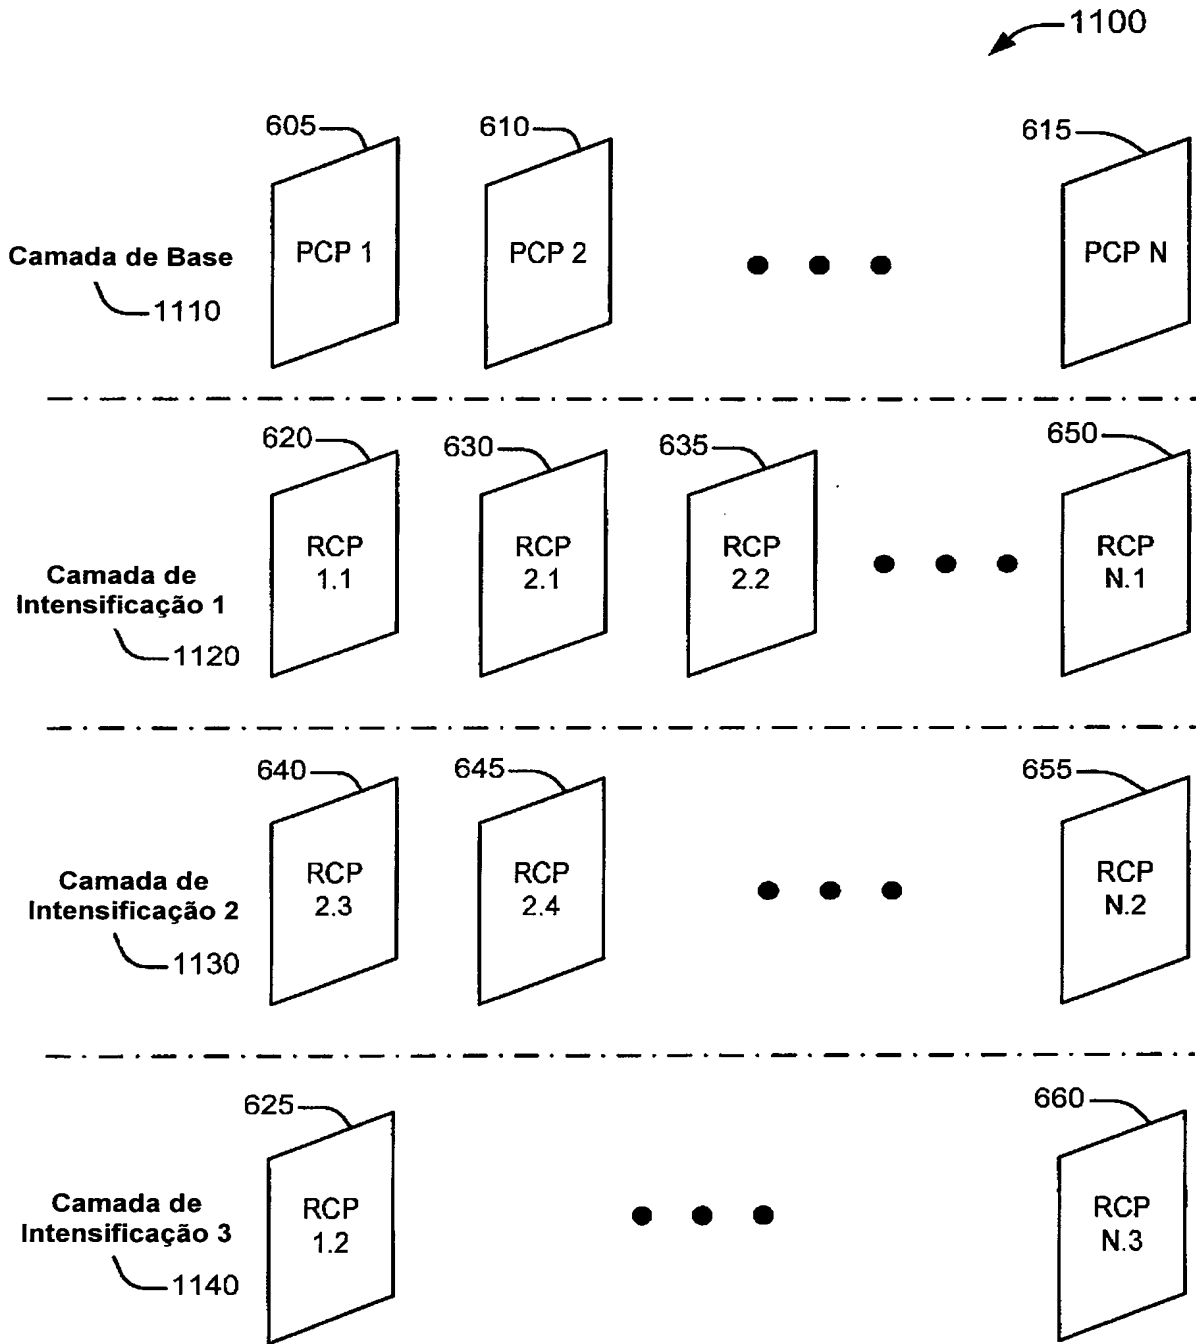 1100
605
610
615
PCP 1
PCP 2
PCP N
Camada de Base
1110
620
630
635
650
RCP
1.1
RCP
2.1
RCP
2.2
RCP
N.1
Camada de
Intensificação 1
1120
640
645
655
RCP
2.3
RCP
2.4
RCP
N.2
Camada de
Intensificação 2
1130
625
660
RCP
1.2
RCP
N.3
Camada de
Intensificação 3
1140